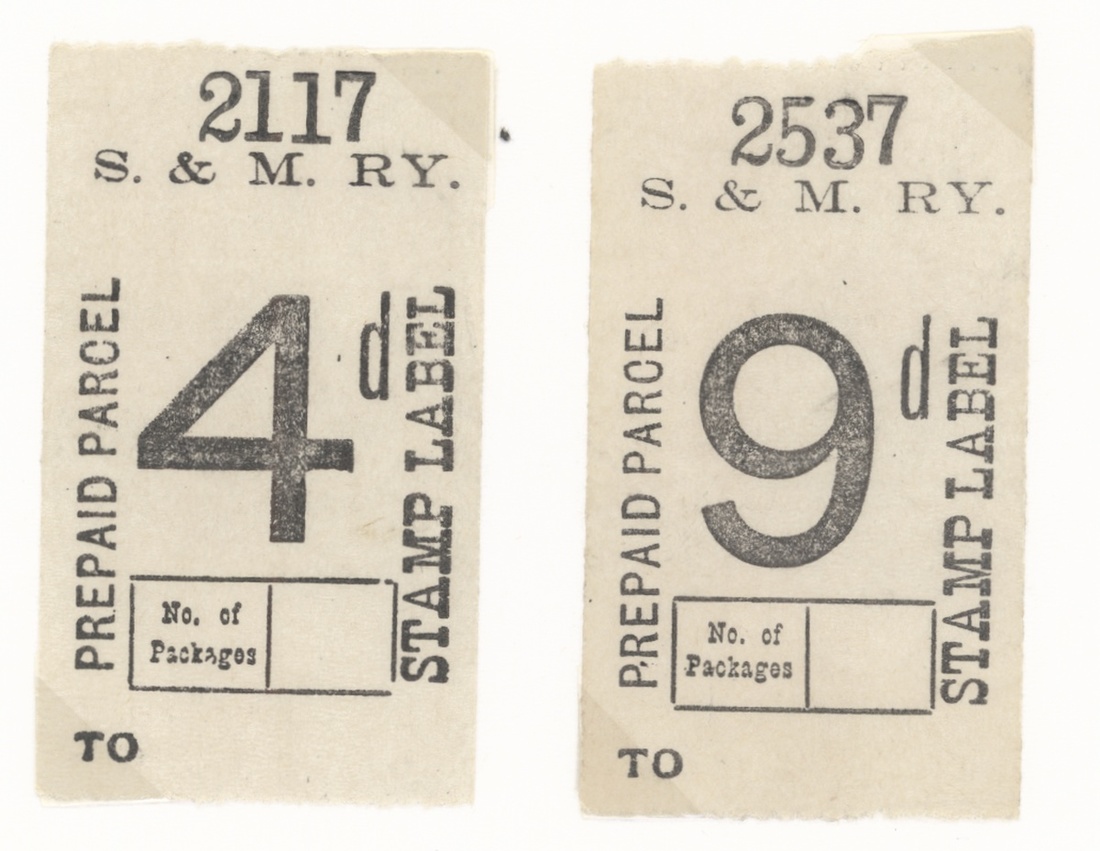 2117
S. & M. RY.
PREPAID PARCEL
4d
STAMP LABEL
No. of
Packages
TO
2537
S. & M. RY.
PREPAID PARCEL
9d
STAMP LABEL
No. of
Packages
TO